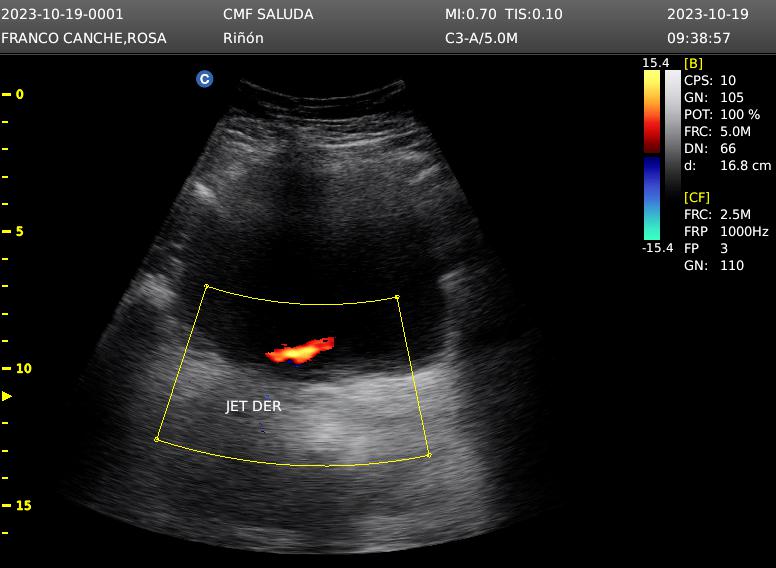 2023-10-19-0001 CMF SALUDA MI:0.70 TIS:0.10 2023-10-19
FRANCO CANCHE,ROSA Riñón C3-A/5.0M 09:38:57
C
15.4 [B]
CPS: 10
GN: 105
POT: 100 %
FRC: 5.0M
DN: 66
d: 16.8 cm
[CF]
FRC: 2.5M
FRP 1000Hz
-15.4 FP 3
GN: 110
0
5
10
JET DER
15